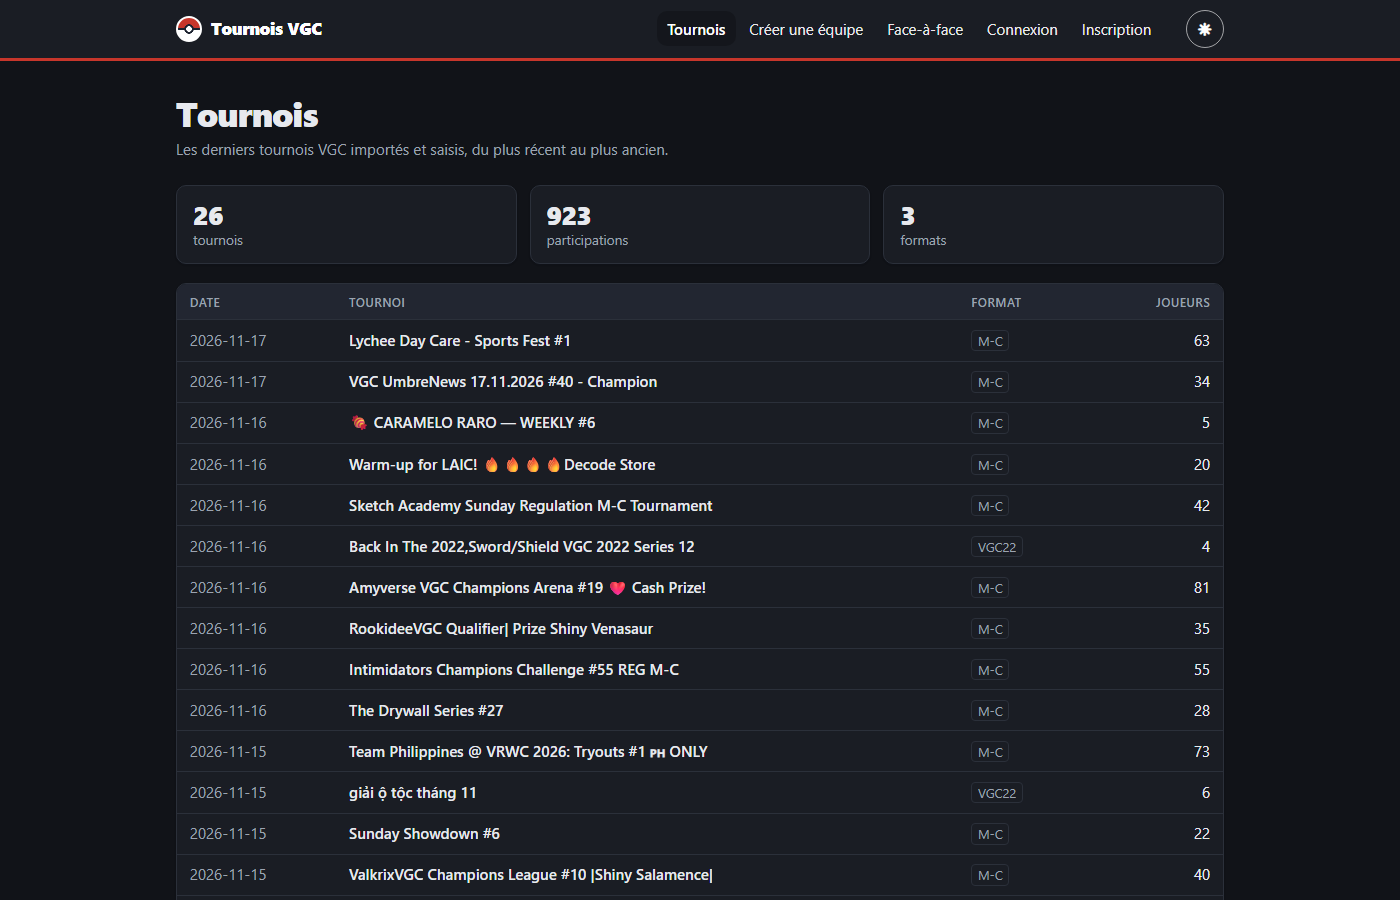 Tournois VGC
Tournois Créer une équipe Face-à-face Connexion Inscription
Tournois
Les derniers tournois VGC importés et saisis, du plus récent au plus ancien.
26
tournois
923
participations
3
formats
DATE TOURNOI FORMAT JOUEURS
2026-11-17 Lychee Day Care - Sports Fest #1 M-C 63
2026-11-17 VGC UmbreNews 17.11.2026 #40 - Champion M-C 34
2026-11-16 🍬 CARAMELO RARO — WEEKLY #6 M-C 5
2026-11-16 Warm-up for LAIC! 🔥 🔥 🔥 🔥 Decode Store M-C 20
2026-11-16 Sketch Academy Sunday Regulation M-C Tournament M-C 42
2026-11-16 Back In The 2022,Sword/Shield VGC 2022 Series 12 VGC22 4
2026-11-16 Amyverse VGC Champions Arena #19 💗 Cash Prize! M-C 81
2026-11-16 RookideeVGC Qualifier| Prize Shiny Venasaur M-C 35
2026-11-16 Intimidators Champions Challenge #55 REG M-C M-C 55
2026-11-16 The Drywall Series #27 M-C 28
2026-11-15 Team Philippines @ VRWC 2026: Tryouts #1 🇵🇭 ONLY M-C 73
2026-11-15 giải ộ tộc tháng 11 VGC22 6
2026-11-15 Sunday Showdown #6 M-C 22
2026-11-15 ValkrixVGC Champions League #10 |Shiny Salamence| M-C 40